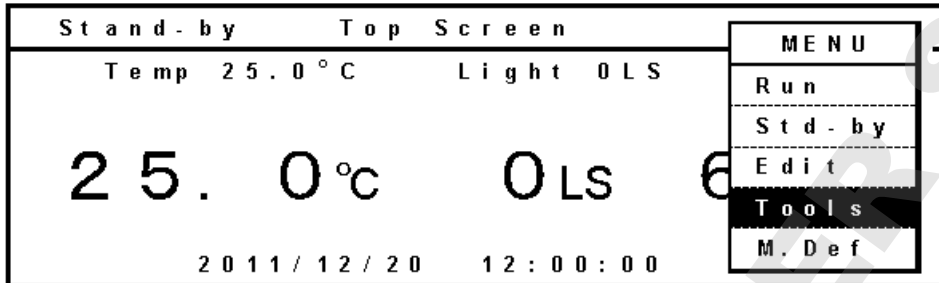 Stand-by Top Screen
Temp 25.0°C Light 0LS
25. 0°C 0LS 6
2011/12/20 12:00:00
MENU
Run
Std-by
Edit
Tools
M. Def